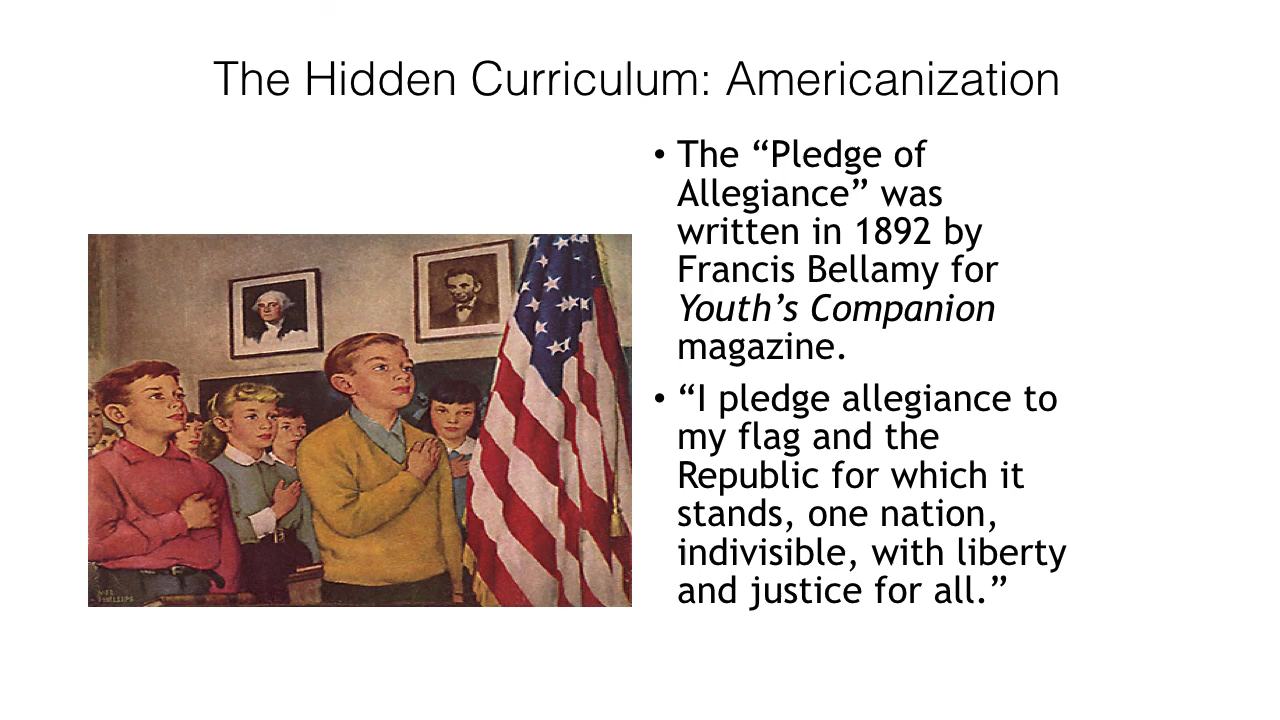 The Hidden Curriculum: Americanization
• The “Pledge of
Allegiance” was
written in 1892 by
Francis Bellamy for
Youth’s Companion
magazine.
• “I pledge allegiance to
my flag and the
Republic for which it
stands, one nation,
indivisible, with liberty
and justice for all.”
PHILLIPS